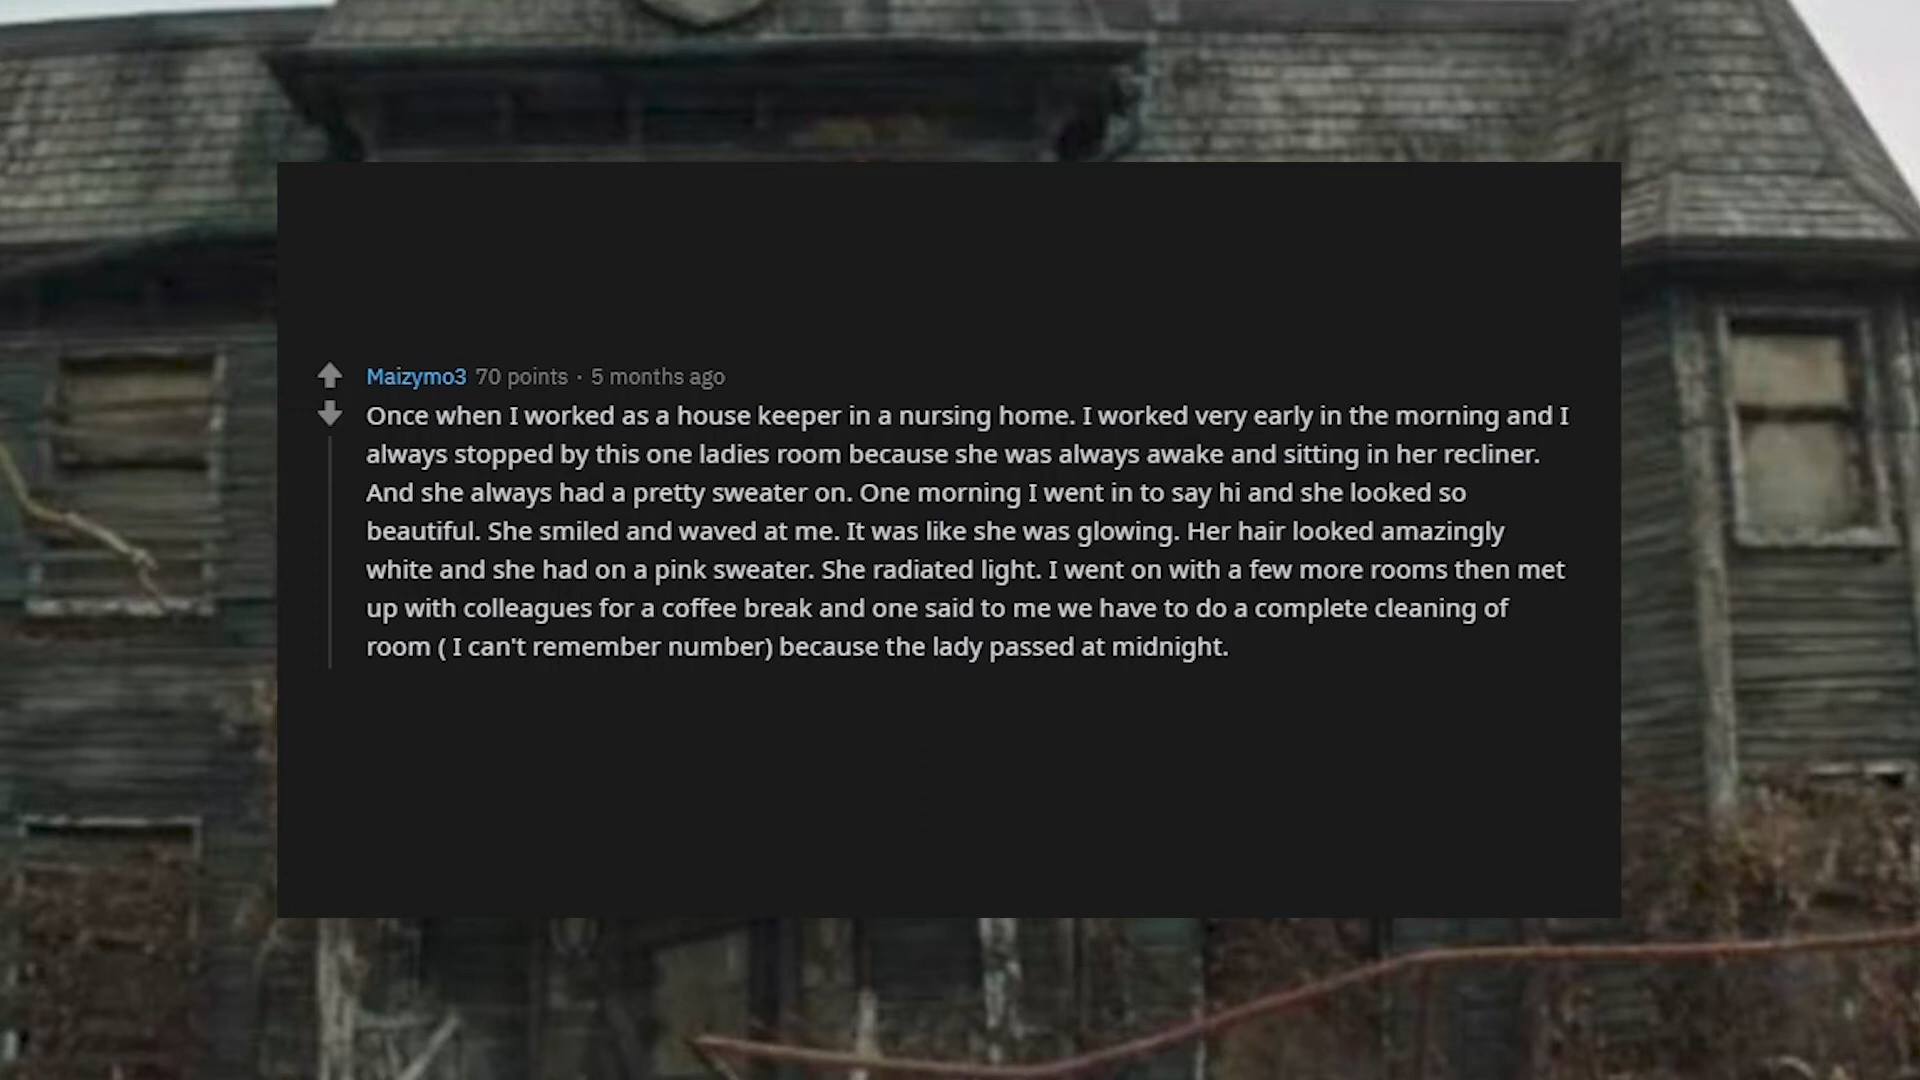 Maizymo3 70 points · 5 months ago
Once when I worked as a house keeper in a nursing home. I worked very early in the morning and I
always stopped by this one ladies room because she was always awake and sitting in her recliner.
And she always had a pretty sweater on. One morning I went in to say hi and she looked so
beautiful. She smiled and waved at me. It was like she was glowing. Her hair looked amazingly
white and she had on a pink sweater. She radiated light. I went on with a few more rooms then met
up with colleagues for a coffee break and one said to me we have to do a complete cleaning of
room ( I can't remember number) because the lady passed at midnight.